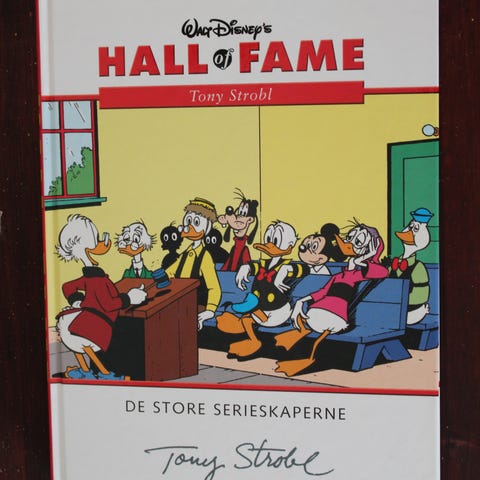 Walt Disney's
HALL of FAME
Tony Strobl
DE STORE SERIESKAPERNE
Tony Strobl